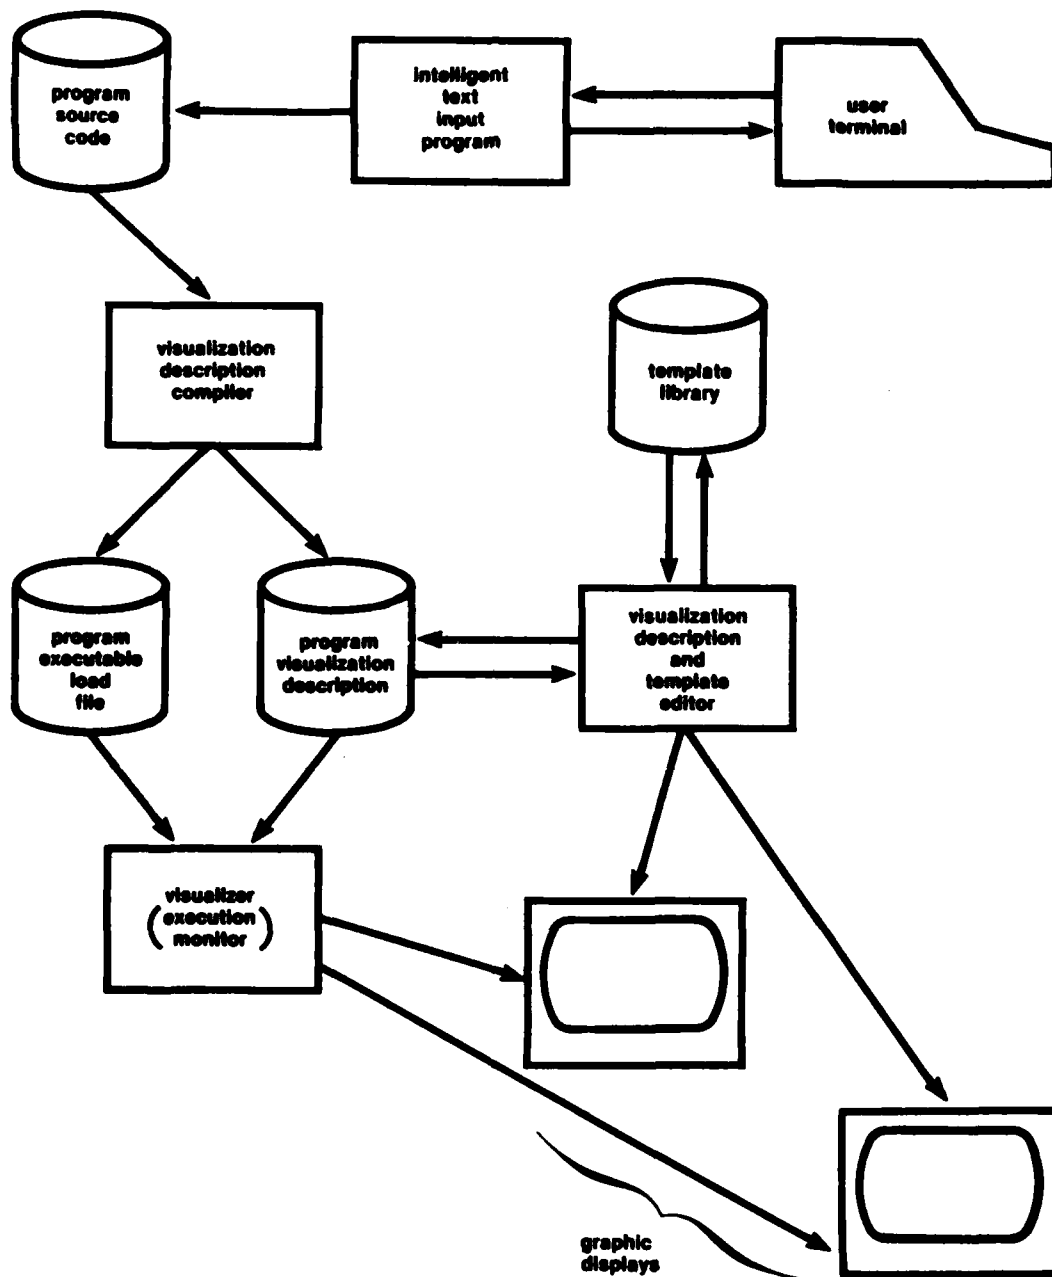 program
source
code
intelligent
text
input
program
user
terminal
visualization
description
compiler
template
library
program
executable
load
file
program
visualization
description
visualization
description
and
template
editor
visualizer
( execution )
monitor
graphic
displays